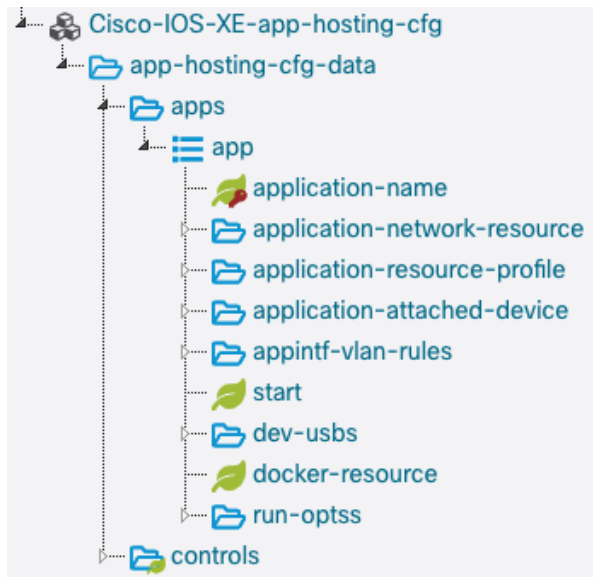 Cisco-IOS-XE-app-hosting-cfg
app-hosting-cfg-data
apps
app
application-name
application-network-resource
application-resource-profile
application-attached-device
appintf-vlan-rules
start
dev-usbs
docker-resource
run-optss
controls